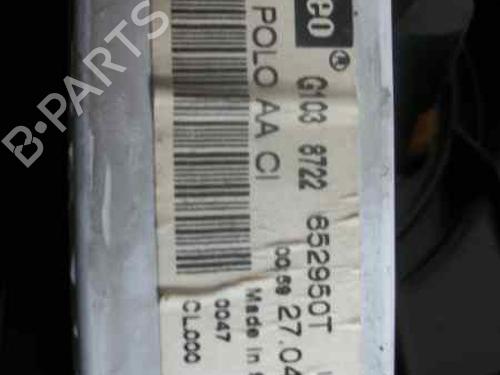 eo®
G103 8722 652950T
POLO AA CI
00:59 27.04
Made in
0047
CL000
B-PARTS